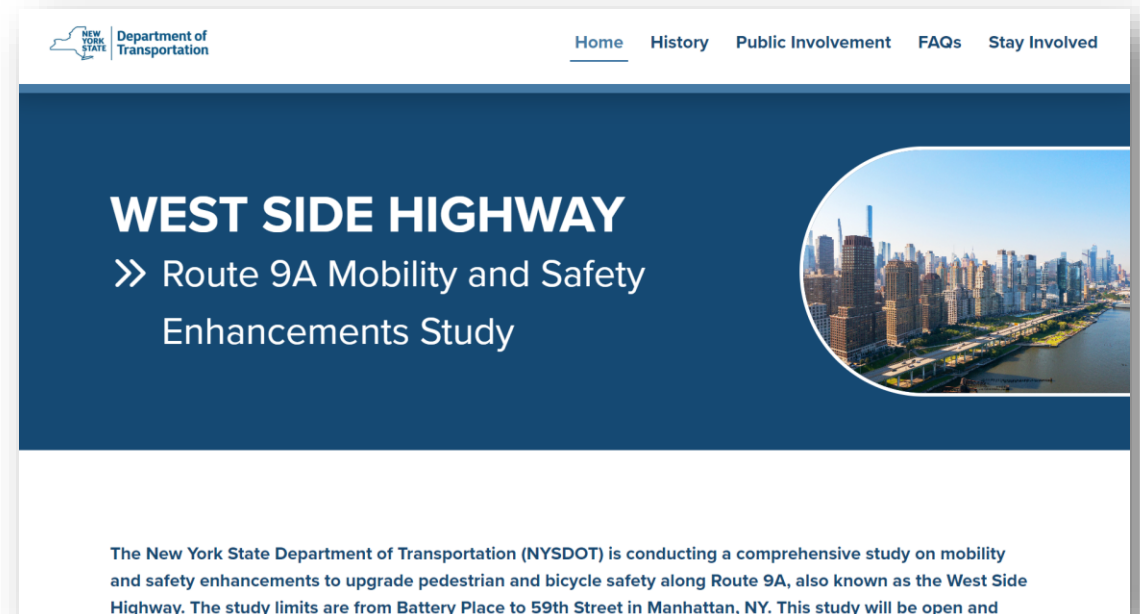 NEW
YORK
STATE
Department of
Transportation
Home History Public Involvement FAQs Stay Involved
WEST SIDE HIGHWAY
Route 9A Mobility and Safety
Enhancements Study
The New York State Department of Transportation (NYSDOT) is conducting a comprehensive study on mobility
and safety enhancements to upgrade pedestrian and bicycle safety along Route 9A, also known as the West Side
Highway. The study limits are from Battery Place to 59th Street in Manhattan, NY. This study will be open and